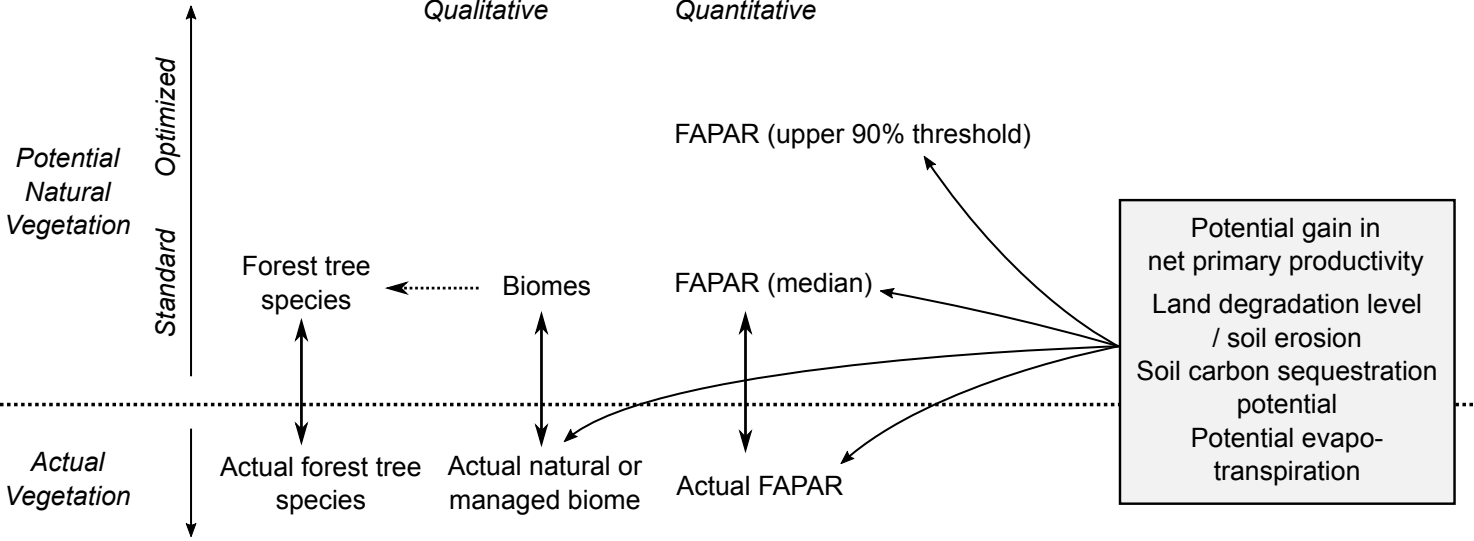 Qualitative
Quantitative
Potential
Natural
Vegetation
Optimized
Standard
FAPAR (upper 90% threshold)
Forest tree
species
Biomes
FAPAR (median)
Potential gain in
net primary productivity
Land degradation level
/ soil erosion
Soil carbon sequestration
potential
Potential evapo-
transpiration
Actual
Vegetation
Actual forest tree
species
Actual natural or
managed biome
Actual FAPAR